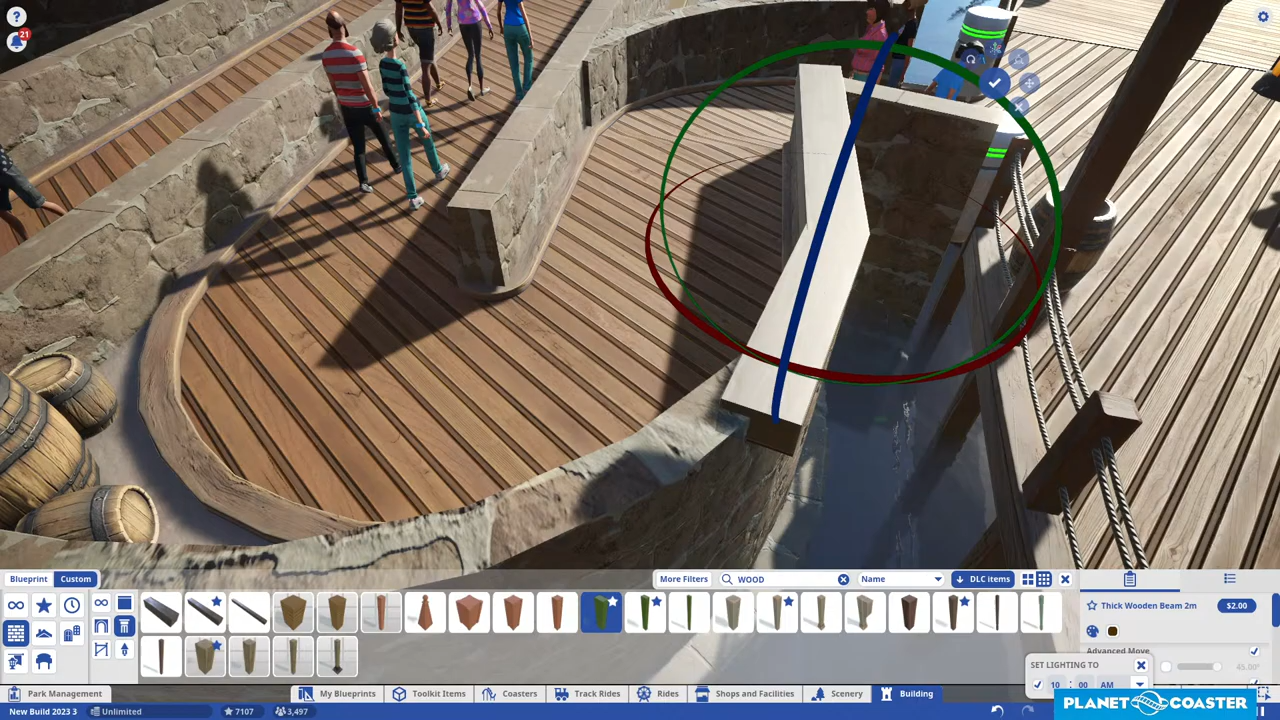 ?
21
Blueprint
Custom
More Filters
WOOD
Name
DLC items
Thick Wooden Beam 2m
$2.00
Advanced Move
45.00°
SET LIGHTING TO
10 : 00 AM
Park Management
My Blueprints
Toolkit Items
Coasters
Track Rides
Rides
Shops and Facilities
Scenery
Building
New Build 2023 3
Unlimited
7107
3,497
PLANET COASTER